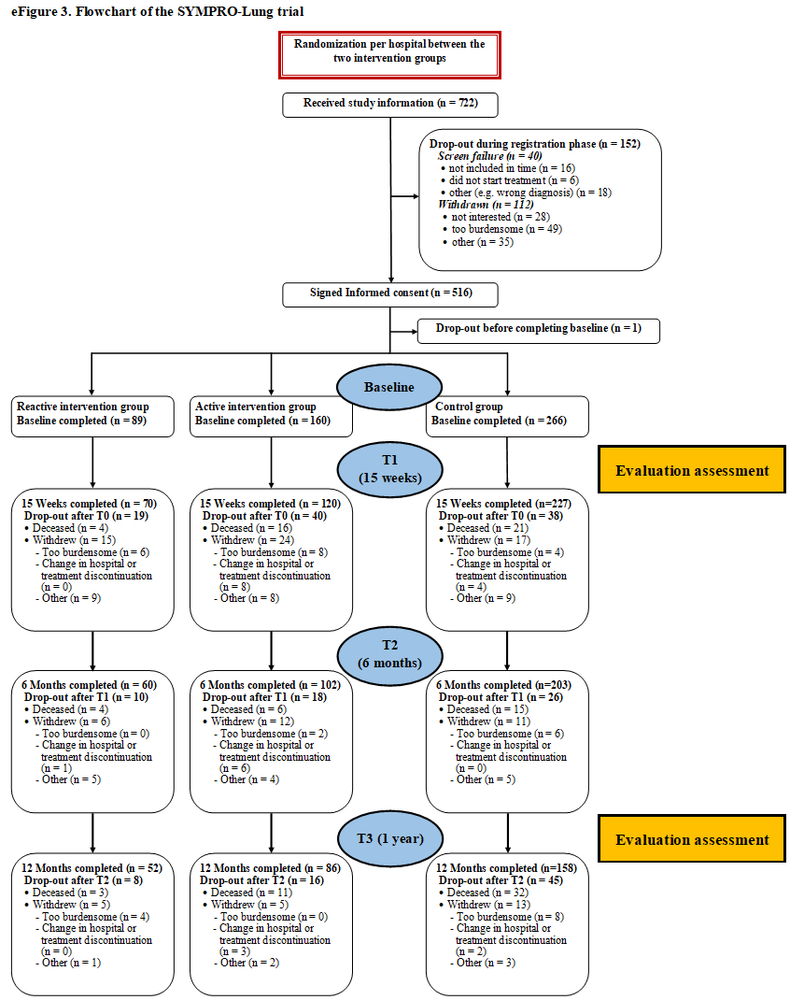 eFigure 3. Flowchart of the SYMPRO-Lung trial
Randomization per hospital between the
two intervention groups
Received study information (n = 722)
Drop-out during registration phase (n = 152)
Screen failure (n = 40)
• not included in time (n = 16)
• did not start treatment (n = 6)
• other (e.g. wrong diagnosis) (n = 18)
Withdrawn (n = 112)
• not interested (n = 28)
• too burdensome (n = 49)
• other (n = 35)
Signed Informed consent (n = 516)
Drop-out before completing baseline (n = 1)
Baseline
Reactive intervention group
Baseline completed (n = 89)
Active intervention group
Baseline completed (n = 160)
Control group
Baseline completed (n = 266)
T1
(15 weeks)
Evaluation assessment
15 Weeks completed (n = 70)
Drop-out after T0 (n = 19)
• Deceased (n = 4)
• Withdrew (n = 15)
- Too burdensome (n = 6)
- Change in hospital or
treatment discontinuation
(n = 0)
- Other (n = 9)
15 Weeks completed (n = 120)
Drop-out after T0 (n = 40)
• Deceased (n = 16)
• Withdrew (n = 24)
- Too burdensome (n = 8)
- Change in hospital or
treatment discontinuation
(n = 8)
- Other (n = 8)
15 Weeks completed (n=227)
Drop-out after T0 (n = 38)
• Deceased (n = 21)
• Withdrew (n = 17)
- Too burdensome (n = 4)
- Change in hospital or
treatment discontinuation
(n = 4)
- Other (n = 9)
T2
(6 months)
6 Months completed (n = 60)
Drop-out after T1 (n = 10)
• Deceased (n = 4)
• Withdrew (n = 6)
- Too burdensome (n = 0)
- Change in hospital or
treatment discontinuation
(n = 1)
- Other (n = 5)
6 Months completed (n = 102)
Drop-out after T1 (n = 18)
• Deceased (n = 6)
• Withdrew (n = 12)
- Too burdensome (n = 2)
- Change in hospital or
treatment discontinuation
(n = 6)
- Other (n = 4)
6 Months completed (n=203)
Drop-out after T1 (n = 26)
• Deceased (n = 15)
• Withdrew (n = 11)
- Too burdensome (n = 6)
- Change in hospital or
treatment discontinuation
(n = 0)
- Other (n = 5)
T3 (1 year)
Evaluation assessment
12 Months completed (n = 52)
Drop-out after T2 (n = 8)
• Deceased (n = 3)
• Withdrew (n = 5)
- Too burdensome (n = 4)
- Change in hospital or
treatment discontinuation
(n = 0)
- Other (n = 1)
12 Months completed (n = 86)
Drop-out after T2 (n = 16)
• Deceased (n = 11)
• Withdrew (n = 5)
- Too burdensome (n = 0)
- Change in hospital or
treatment discontinuation
(n = 3)
- Other (n = 2)
12 Months completed (n=158)
Drop-out after T2 (n = 45)
• Deceased (n = 32)
• Withdrew (n = 13)
- Too burdensome (n = 8)
- Change in hospital or
treatment discontinuation
(n = 2)
- Other (n = 3)